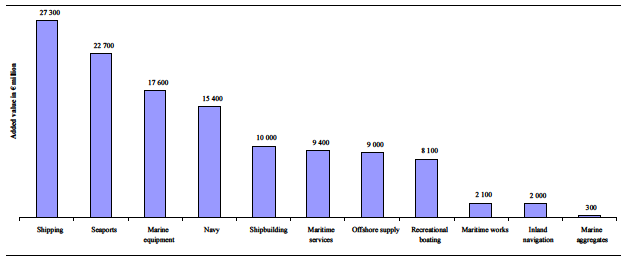 27 300
22 700
17 600
15 400
10 000
9 400
9 000
8 100
2 100
2 000
300
Added value in € million
Shipping
Seaports
Marine
equipment
Navy
Shipbuilding
Maritime
services
Offshore supply
Recreational
boating
Maritime works
Inland
navigation
Marine
aggregates